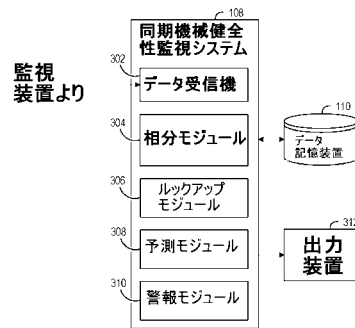 108
同期機械健全
性監視システム
監視
装置より
302
データ受信機
304
相分モジュール
110
データ
記憶装置
306
ルックアップ
モジュール
308
予測モジュール
312
出力
装置
310
警報モジュール